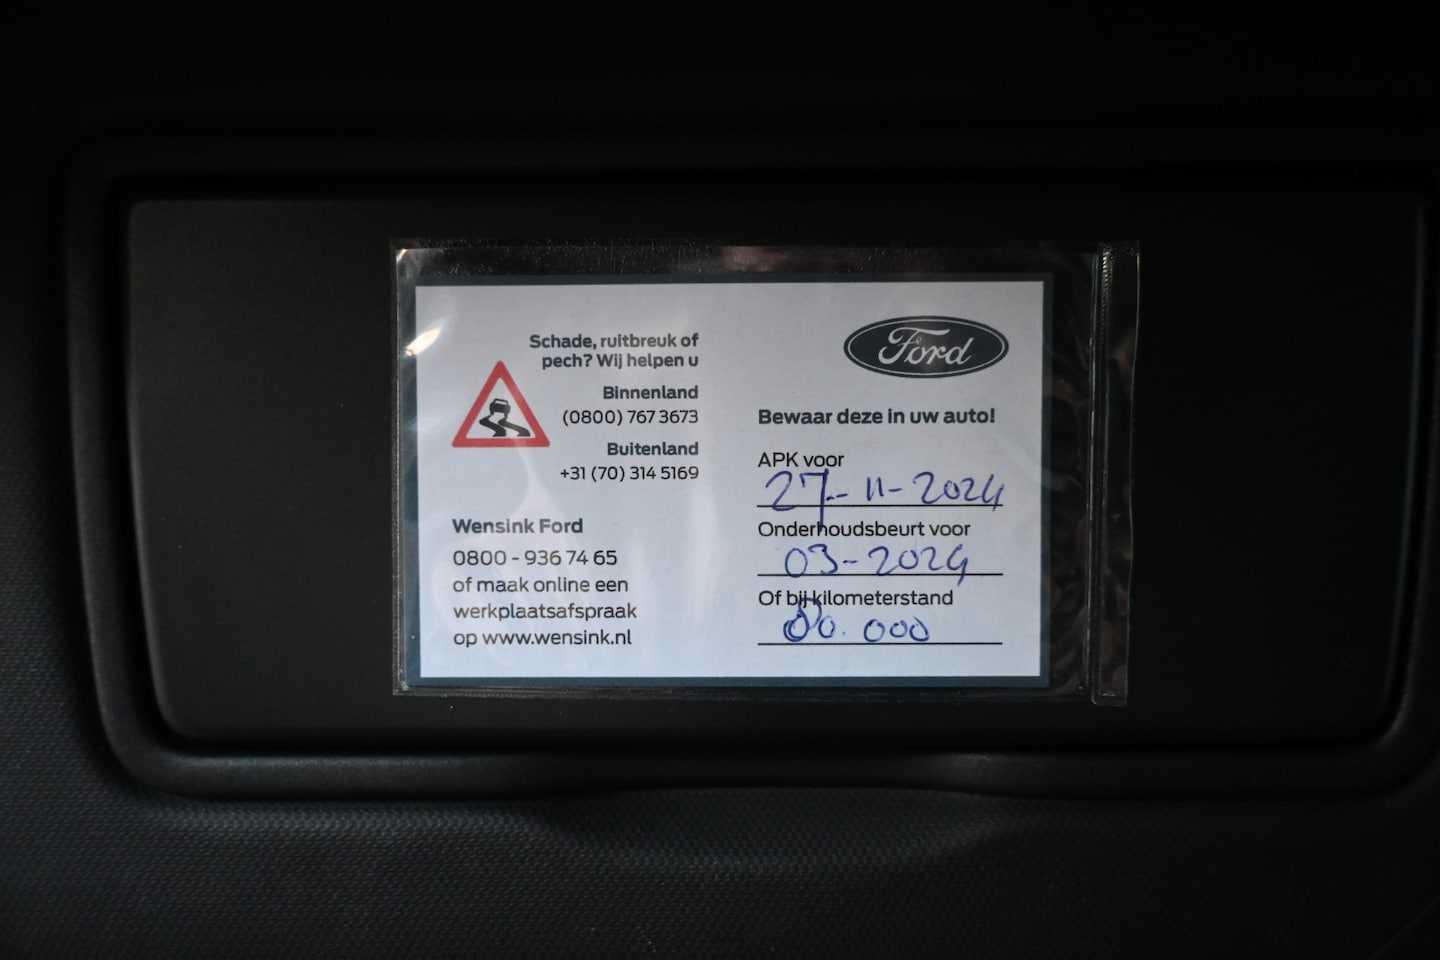 Schade, ruitbreuk of
pech? Wij helpen u
Binnenland
(0800) 767 3673
Buitenland
+31 (70) 314 5169
Wensink Ford
0800 - 936 74 65
of maak online een
werkplaatsafspraak
op www.wensink.nl
Ford
Bewaar deze in uw auto!
APK voor
27-11-2024
Onderhoudsbeurt voor
03-2024
Of bij kilometerstand
80.000